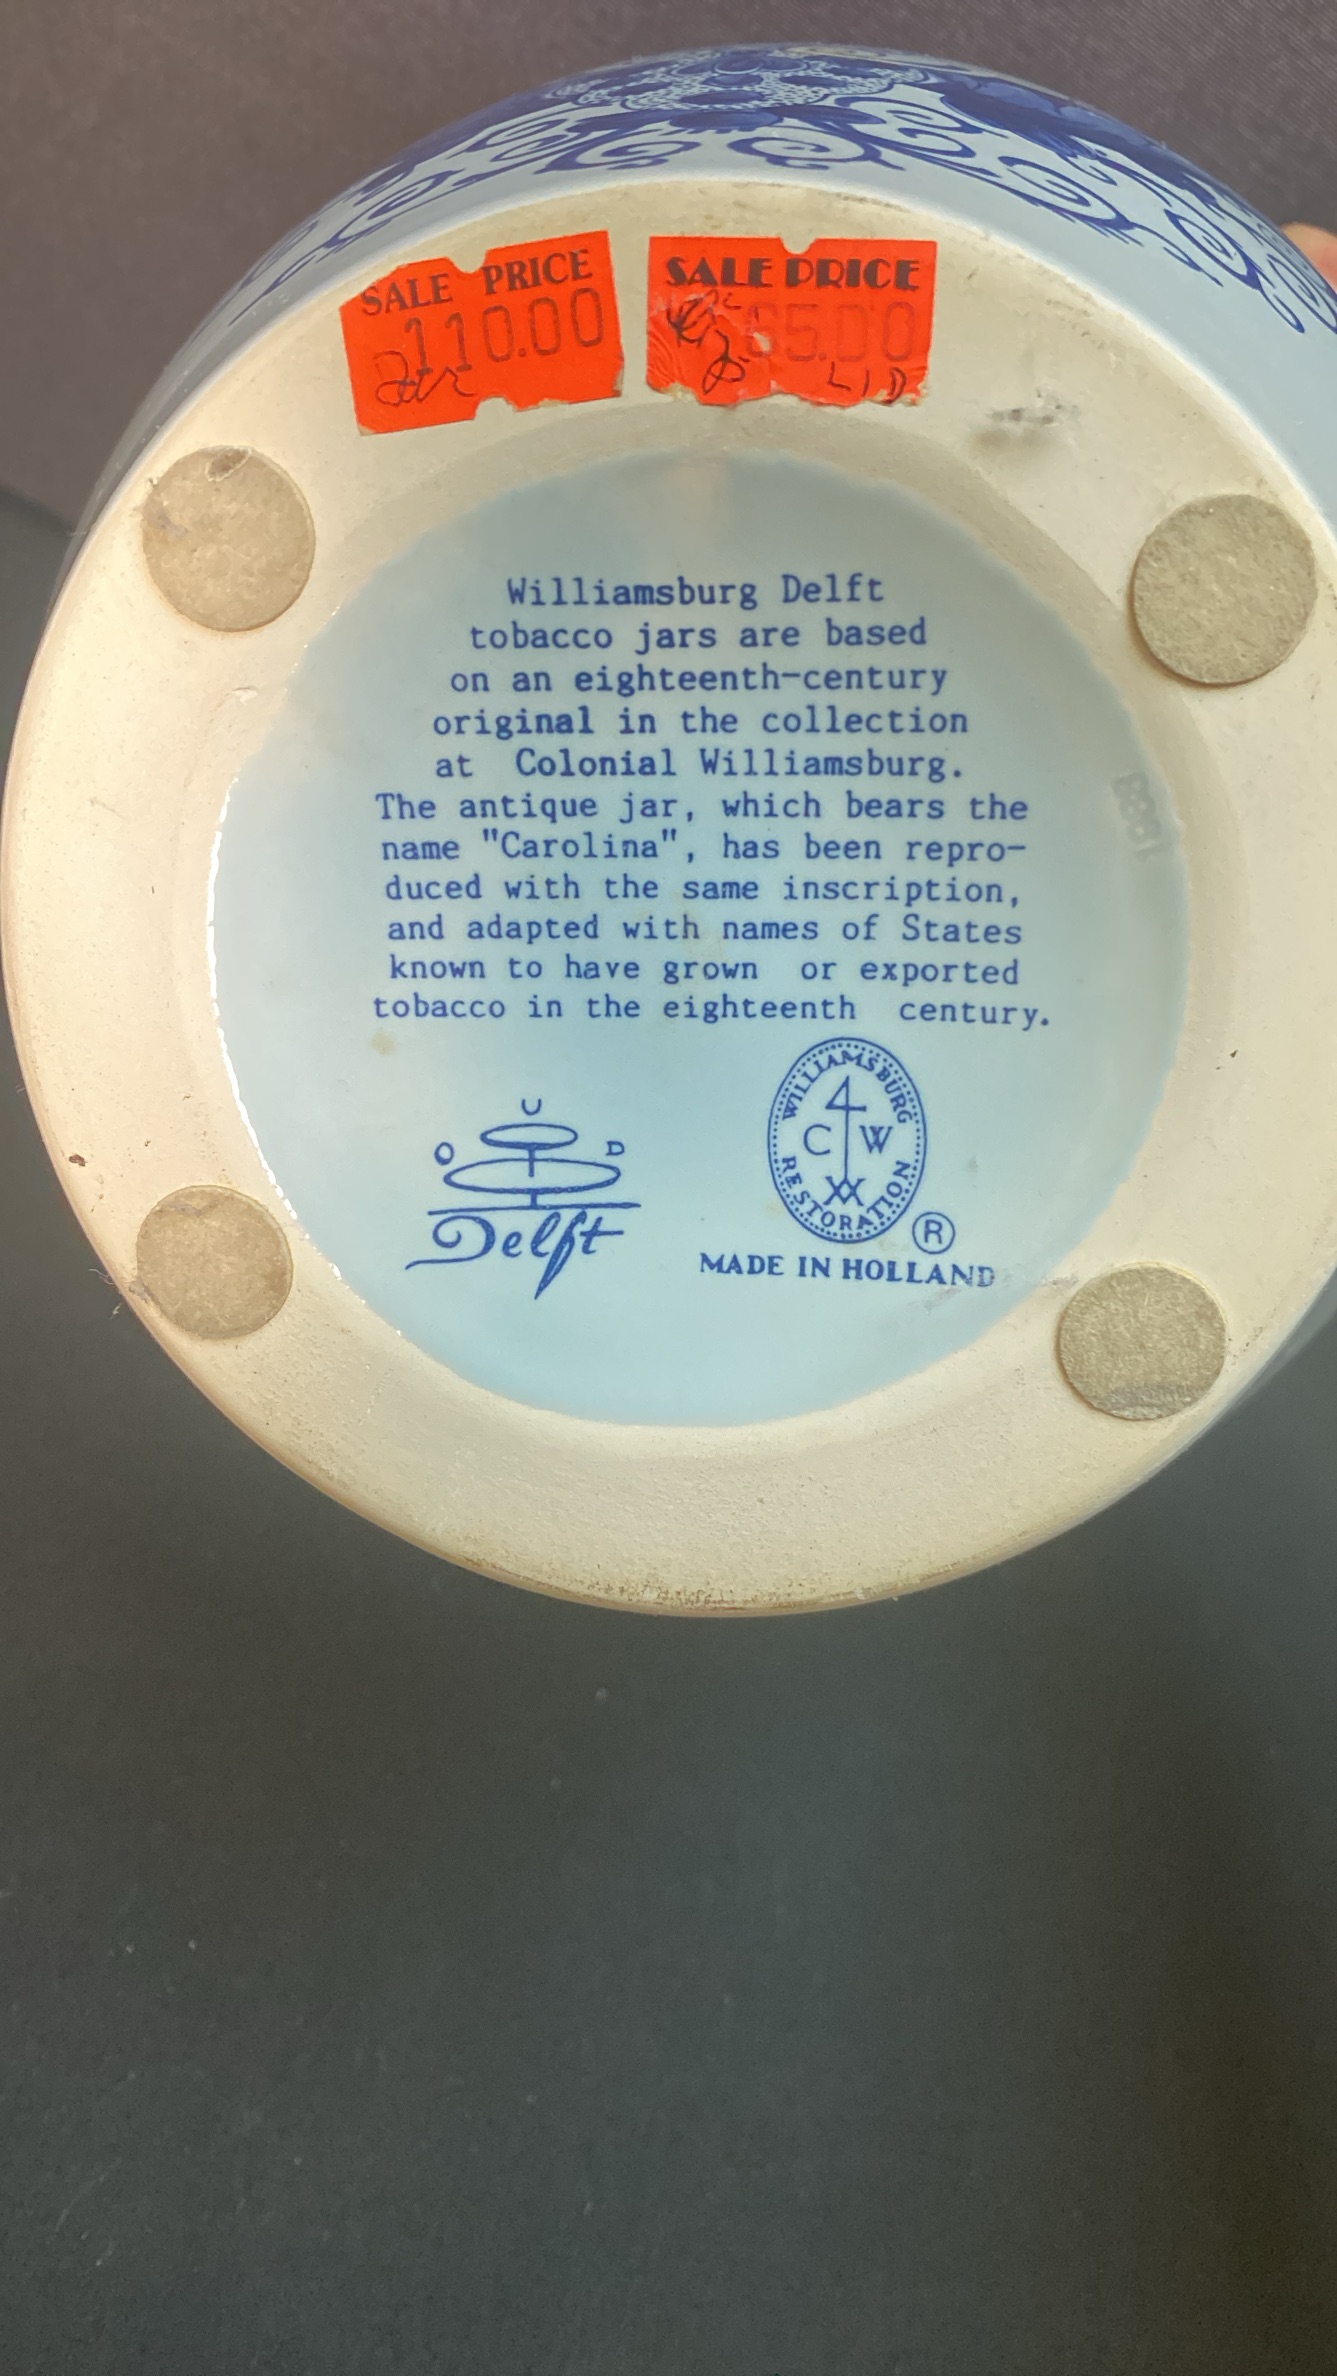 SALE PRICE
110.00
SALE PRICE
65.00
LID
Williamsburg Delft
tobacco jars are based
on an eighteenth-century
original in the collection
at Colonial Williamsburg.
The antique jar, which bears the
name "Carolina", has been repro-
duced with the same inscription,
and adapted with names of States
known to have grown or exported
tobacco in the eighteenth century.
O U D
Delft
WILLIAMSBURG
C W
RESTORATION
®
MADE IN HOLLAND